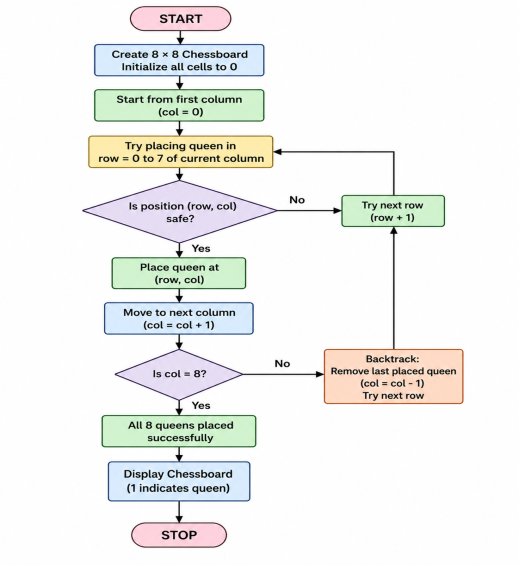 START
Create 8 × 8 Chessboard
Initialize all cells to 0
Start from first column
(col = 0)
Try placing queen in
row = 0 to 7 of current column
Is position (row, col)
safe?
No
Try next row
(row + 1)
Yes
Place queen at
(row, col)
Move to next column
(col = col + 1)
Is col = 8?
No
Backtrack:
Remove last placed queen
(col = col - 1)
Try next row
Yes
All 8 queens placed
successfully
Display Chessboard
(1 indicates queen)
STOP